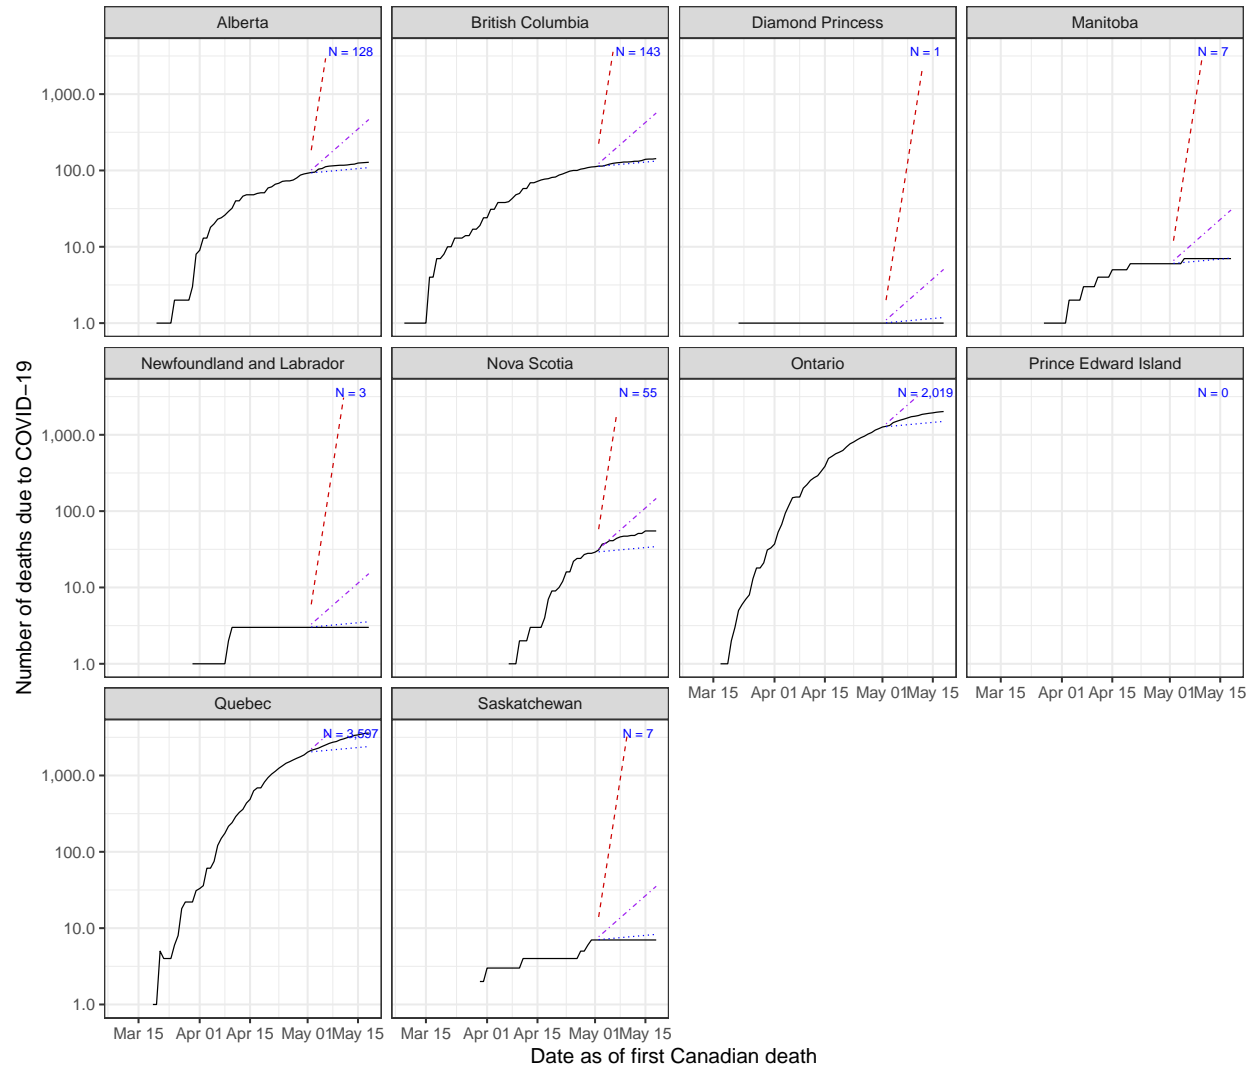 Alberta
British Columbia
Diamond Princess
Manitoba
N = 128
N = 143
N = 1
N = 7
1,000.0
100.0
10.0
1.0
Newfoundland and Labrador
Nova Scotia
Ontario
Prince Edward Island
N = 3
N = 55
N = 2,019
N = 0
1,000.0
100.0
10.0
1.0
Mar 15 Apr 01 Apr 15 May 01 May 15
Mar 15 Apr 01 Apr 15 May 01 May 15
Quebec
Saskatchewan
N = 3,597
N = 7
1,000.0
100.0
10.0
1.0
Mar 15 Apr 01 Apr 15 May 01 May 15
Mar 15 Apr 01 Apr 15 May 01 May 15
Date as of first Canadian death
Number of deaths due to COVID−19